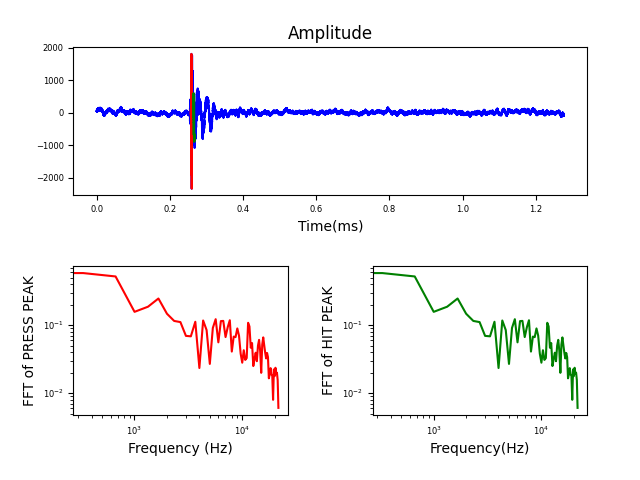 Amplitude
2000
1000
0
−1000
−2000
0.0 0.2 0.4 0.6 0.8 1.0 1.2
Time(ms)
FFT of PRESS PEAK
10⁻¹
10⁻²
10³ 10⁴
Frequency (Hz)
FFT of HIT PEAK
10⁻¹
10⁻²
10³ 10⁴
Frequency(Hz)